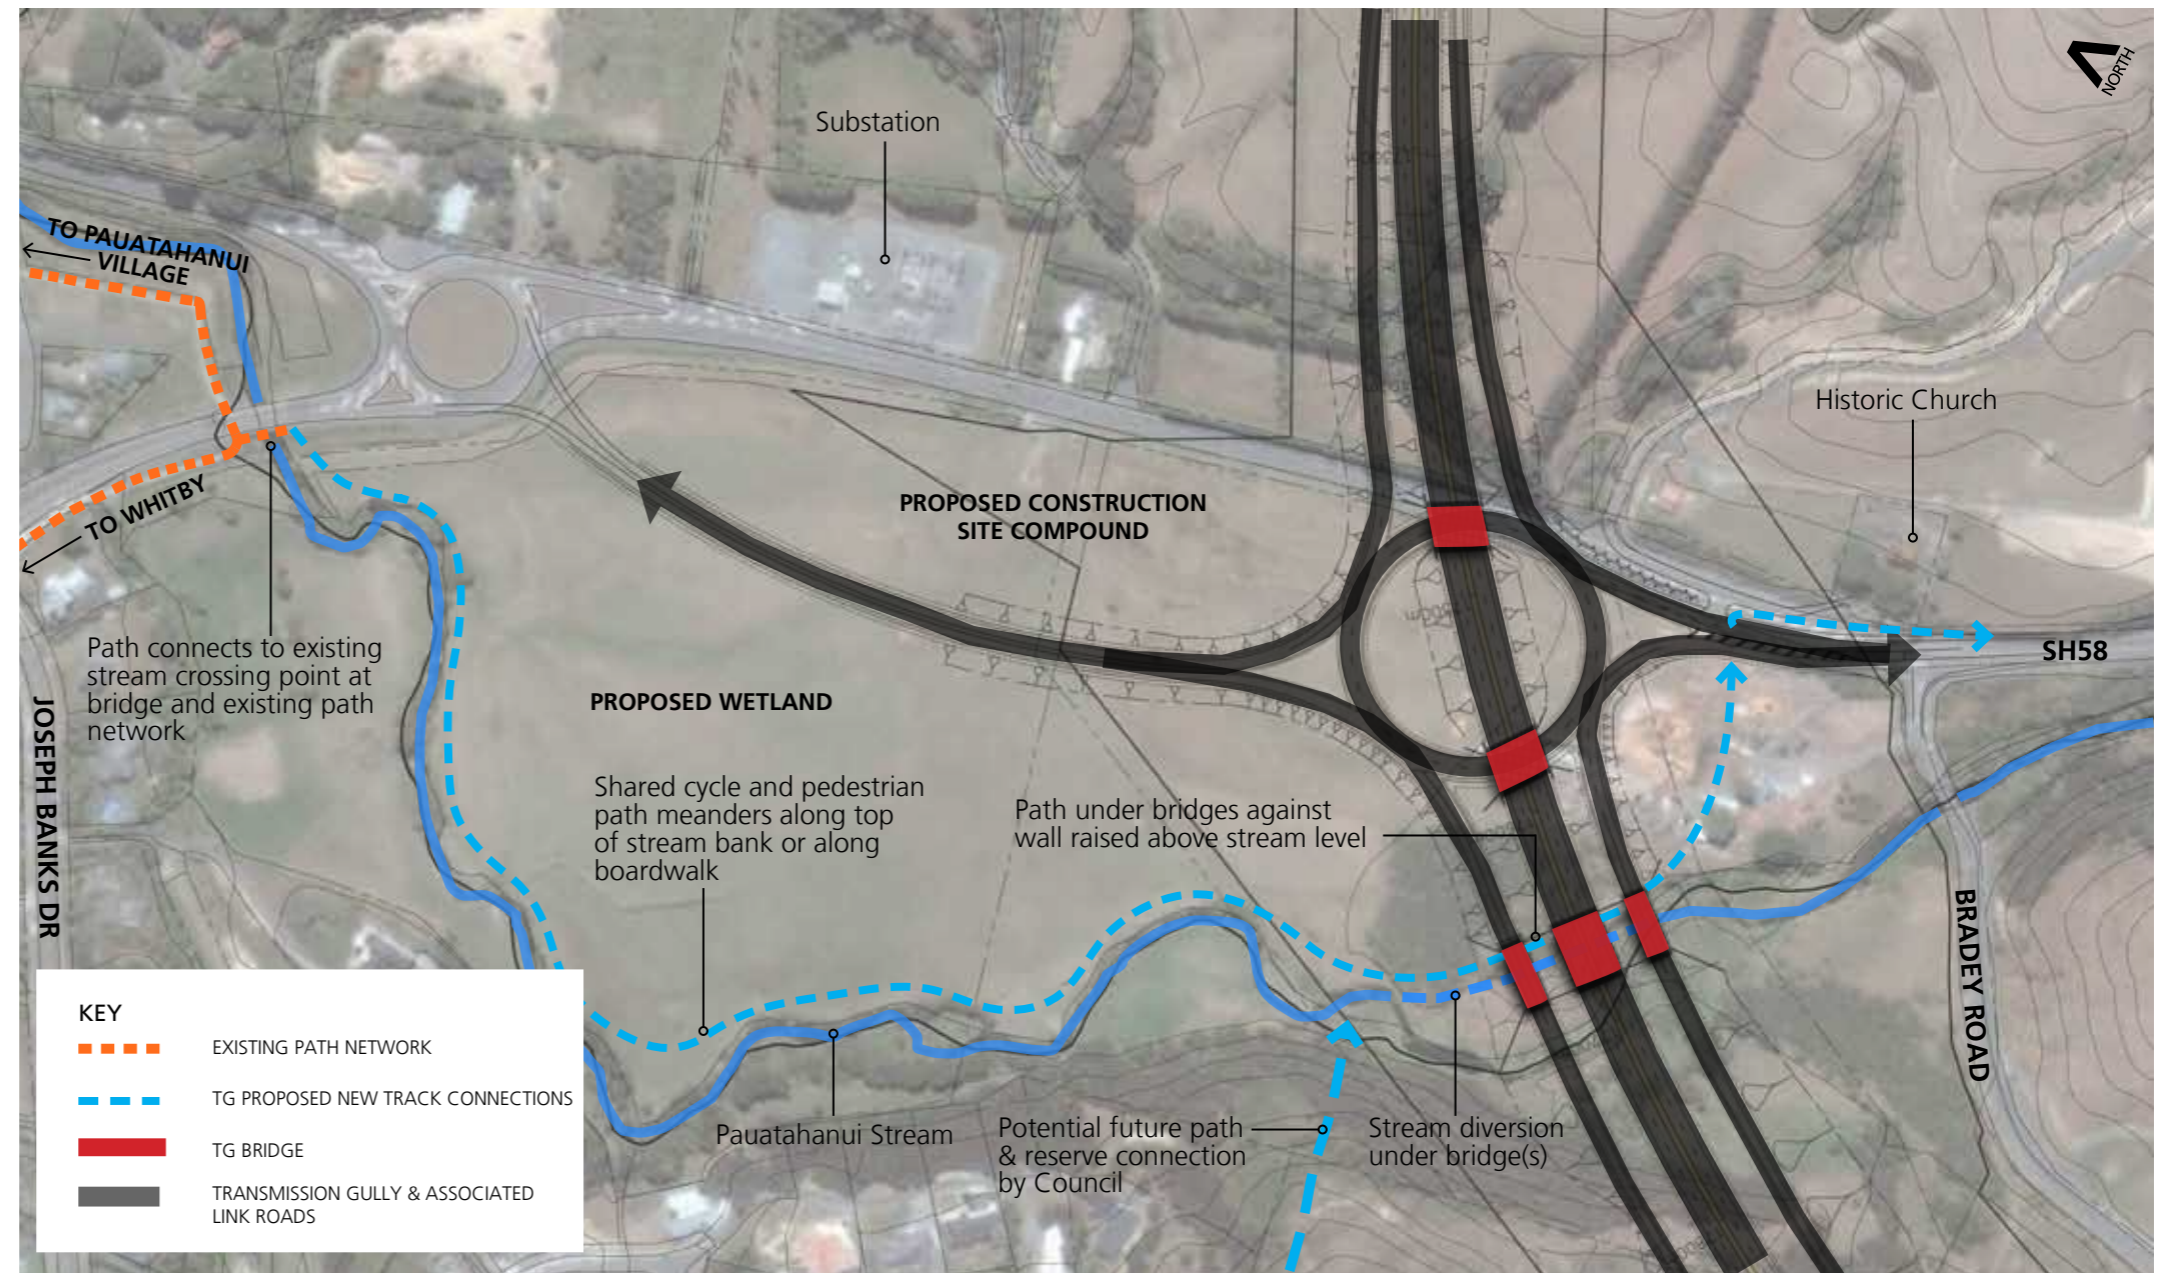 NORTH
Substation
TO PAUATAHANUI
VILLAGE
Historic Church
TO WHITBY
PROPOSED CONSTRUCTION
SITE COMPOUND
SH58
Path connects to existing
stream crossing point at
bridge and existing path
network
PROPOSED WETLAND
JOSEPH BANKS DR
Shared cycle and pedestrian
path meanders along top
of stream bank or along
boardwalk
Path under bridges against
wall raised above stream level
BRADEY ROAD
KEY
EXISTING PATH NETWORK
TG PROPOSED NEW TRACK CONNECTIONS
TG BRIDGE
TRANSMISSION GULLY & ASSOCIATED
LINK ROADS
Pauatahanui Stream
Potential future path
& reserve connection
by Council
Stream diversion
under bridge(s)